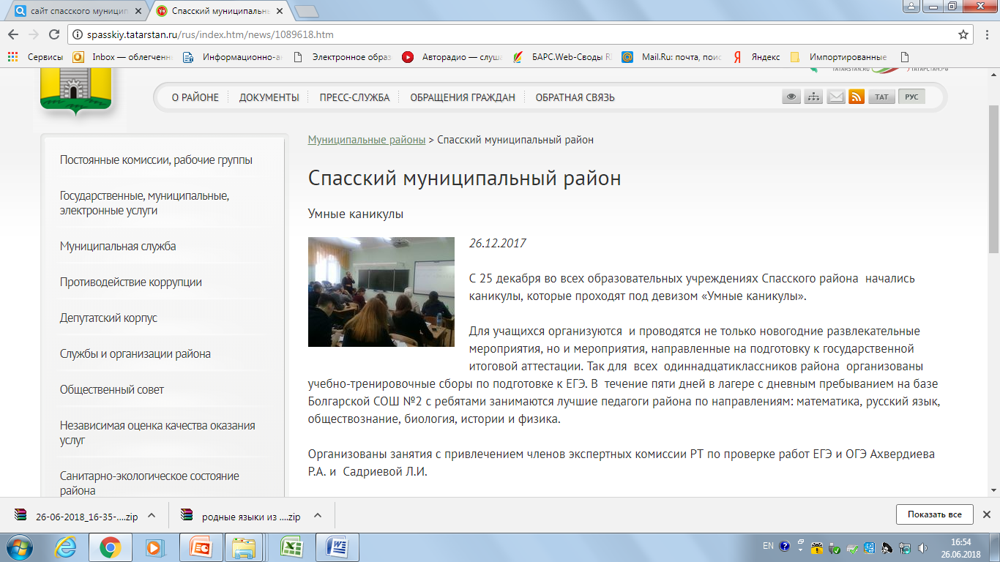 сайт спасского муницип
Спасский муниципальнь
spasskiy.tatarstan.ru/rus/index.htm/news/1089618.htm
Сервисы
Inbox — облегченн
Информационно-ан
Электронное образ
Авторадио — слуша
БАРС.Web-Своды R
Mail.Ru: почта, поис
Яндекс
Импортированные
TATARSTAN.RU
ТАТАРСТАН.РФ
О РАЙОНЕ
ДОКУМЕНТЫ
ПРЕСС-СЛУЖБА
ОБРАЩЕНИЯ ГРАЖДАН
ОБРАТНАЯ СВЯЗЬ
ТАТ
РУС
Постоянные комиссии, рабочие группы
Государственные, муниципальные,
электронные услуги
Муниципальная служба
Противодействие коррупции
Депутатский корпус
Службы и организации района
Общественный совет
Независимая оценка качества оказания
услуг
Санитарно-экологическое состояние
района
Муниципальные районы > Спасский муниципальный район
Спасский муниципальный район
Умные каникулы
26.12.2017
С 25 декабря во всех образовательных учреждениях Спасского района начались
каникулы, которые проходят под девизом «Умные каникулы».
Для учащихся организуются и проводятся не только новогодние развлекательные
мероприятия, но и мероприятия, направленные на подготовку к государственной
итоговой аттестации. Так для всех одиннадцатиклассников района организованы
учебно-тренировочные сборы по подготовке к ЕГЭ. В течение пяти дней в лагере с дневным пребыванием на базе
Болгарской СОШ №2 с ребятами занимаются лучшие педагоги района по направлениям: математика, русский язык,
обществознание, биология, истории и физика.
Организованы занятия с привлечением членов экспертных комиссии РТ по проверке работ ЕГЭ и ОГЭ Ахвердиева
Р.А. и Садриевой Л.И.
26-06-2018_16-35-....zip
родные языки из ....zip
Показать все
EN
16:54
26.06.2018